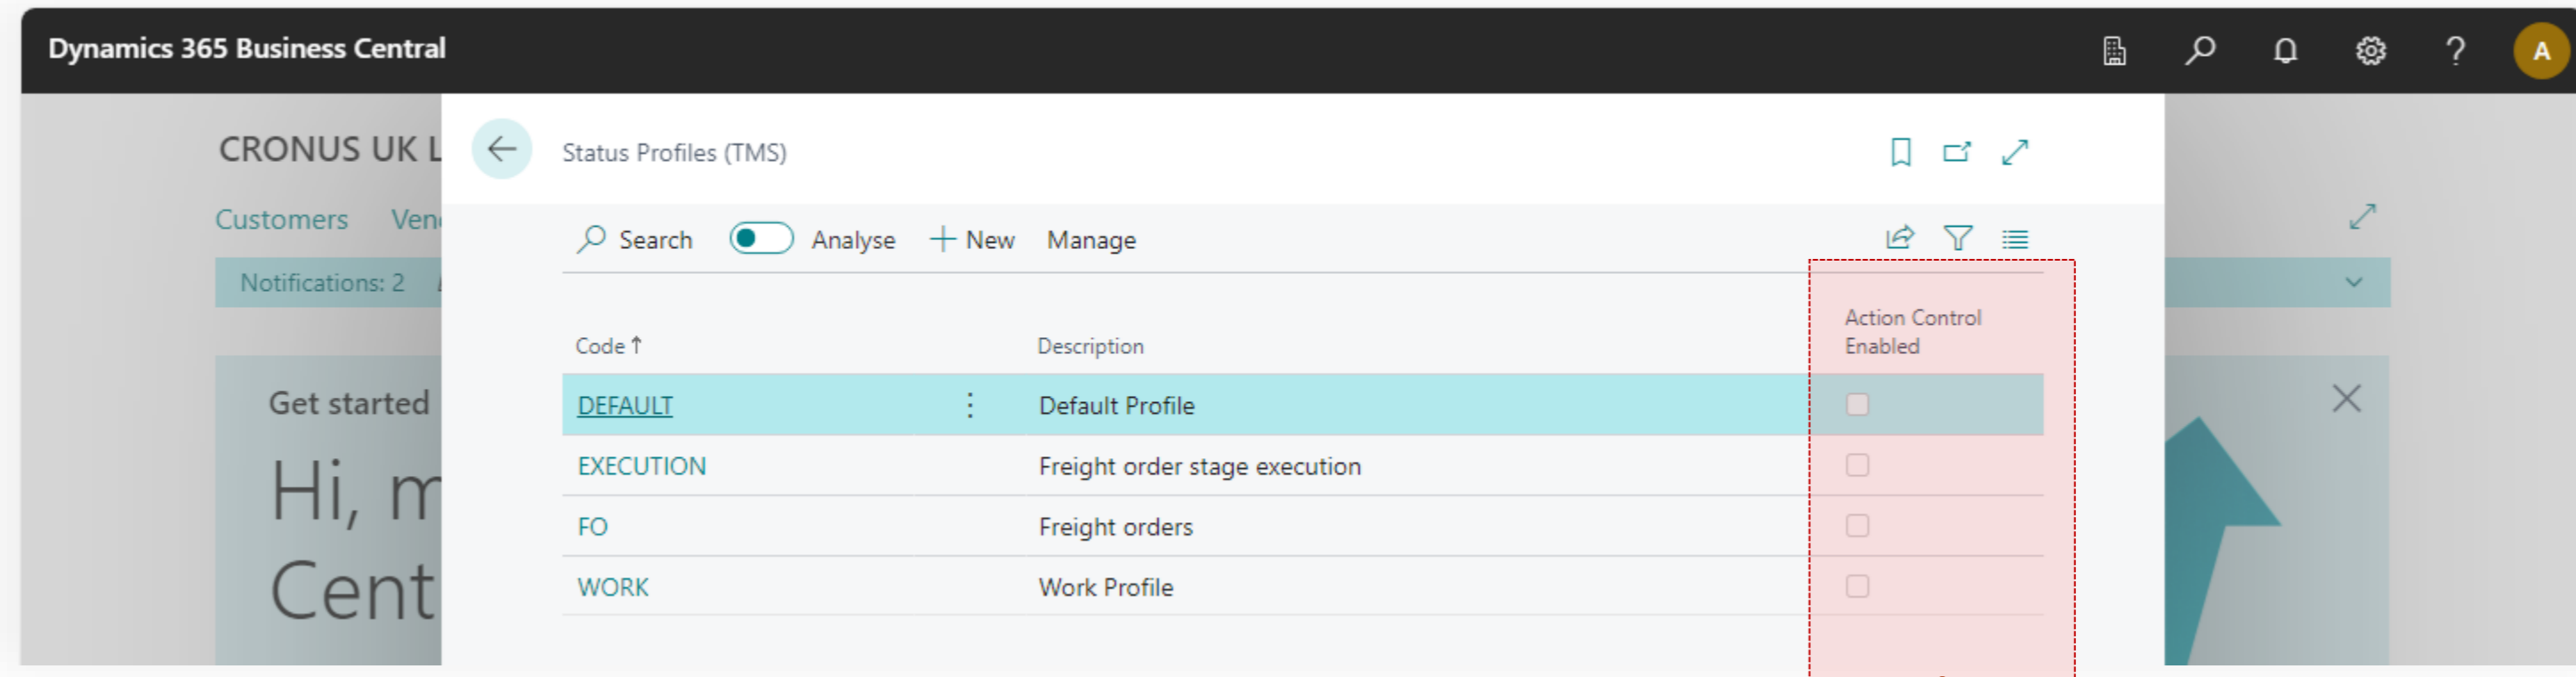 Dynamics 365 Business Central
A
CRONUS UK L
Status Profiles (TMS)
Customers Ven
Search Analyse New Manage
Notifications: 2
Action Control
Enabled
Code ↑ Description
DEFAULT Default Profile
EXECUTION Freight order stage execution
FO Freight orders
WORK Work Profile
Get started
Hi, m
Cent